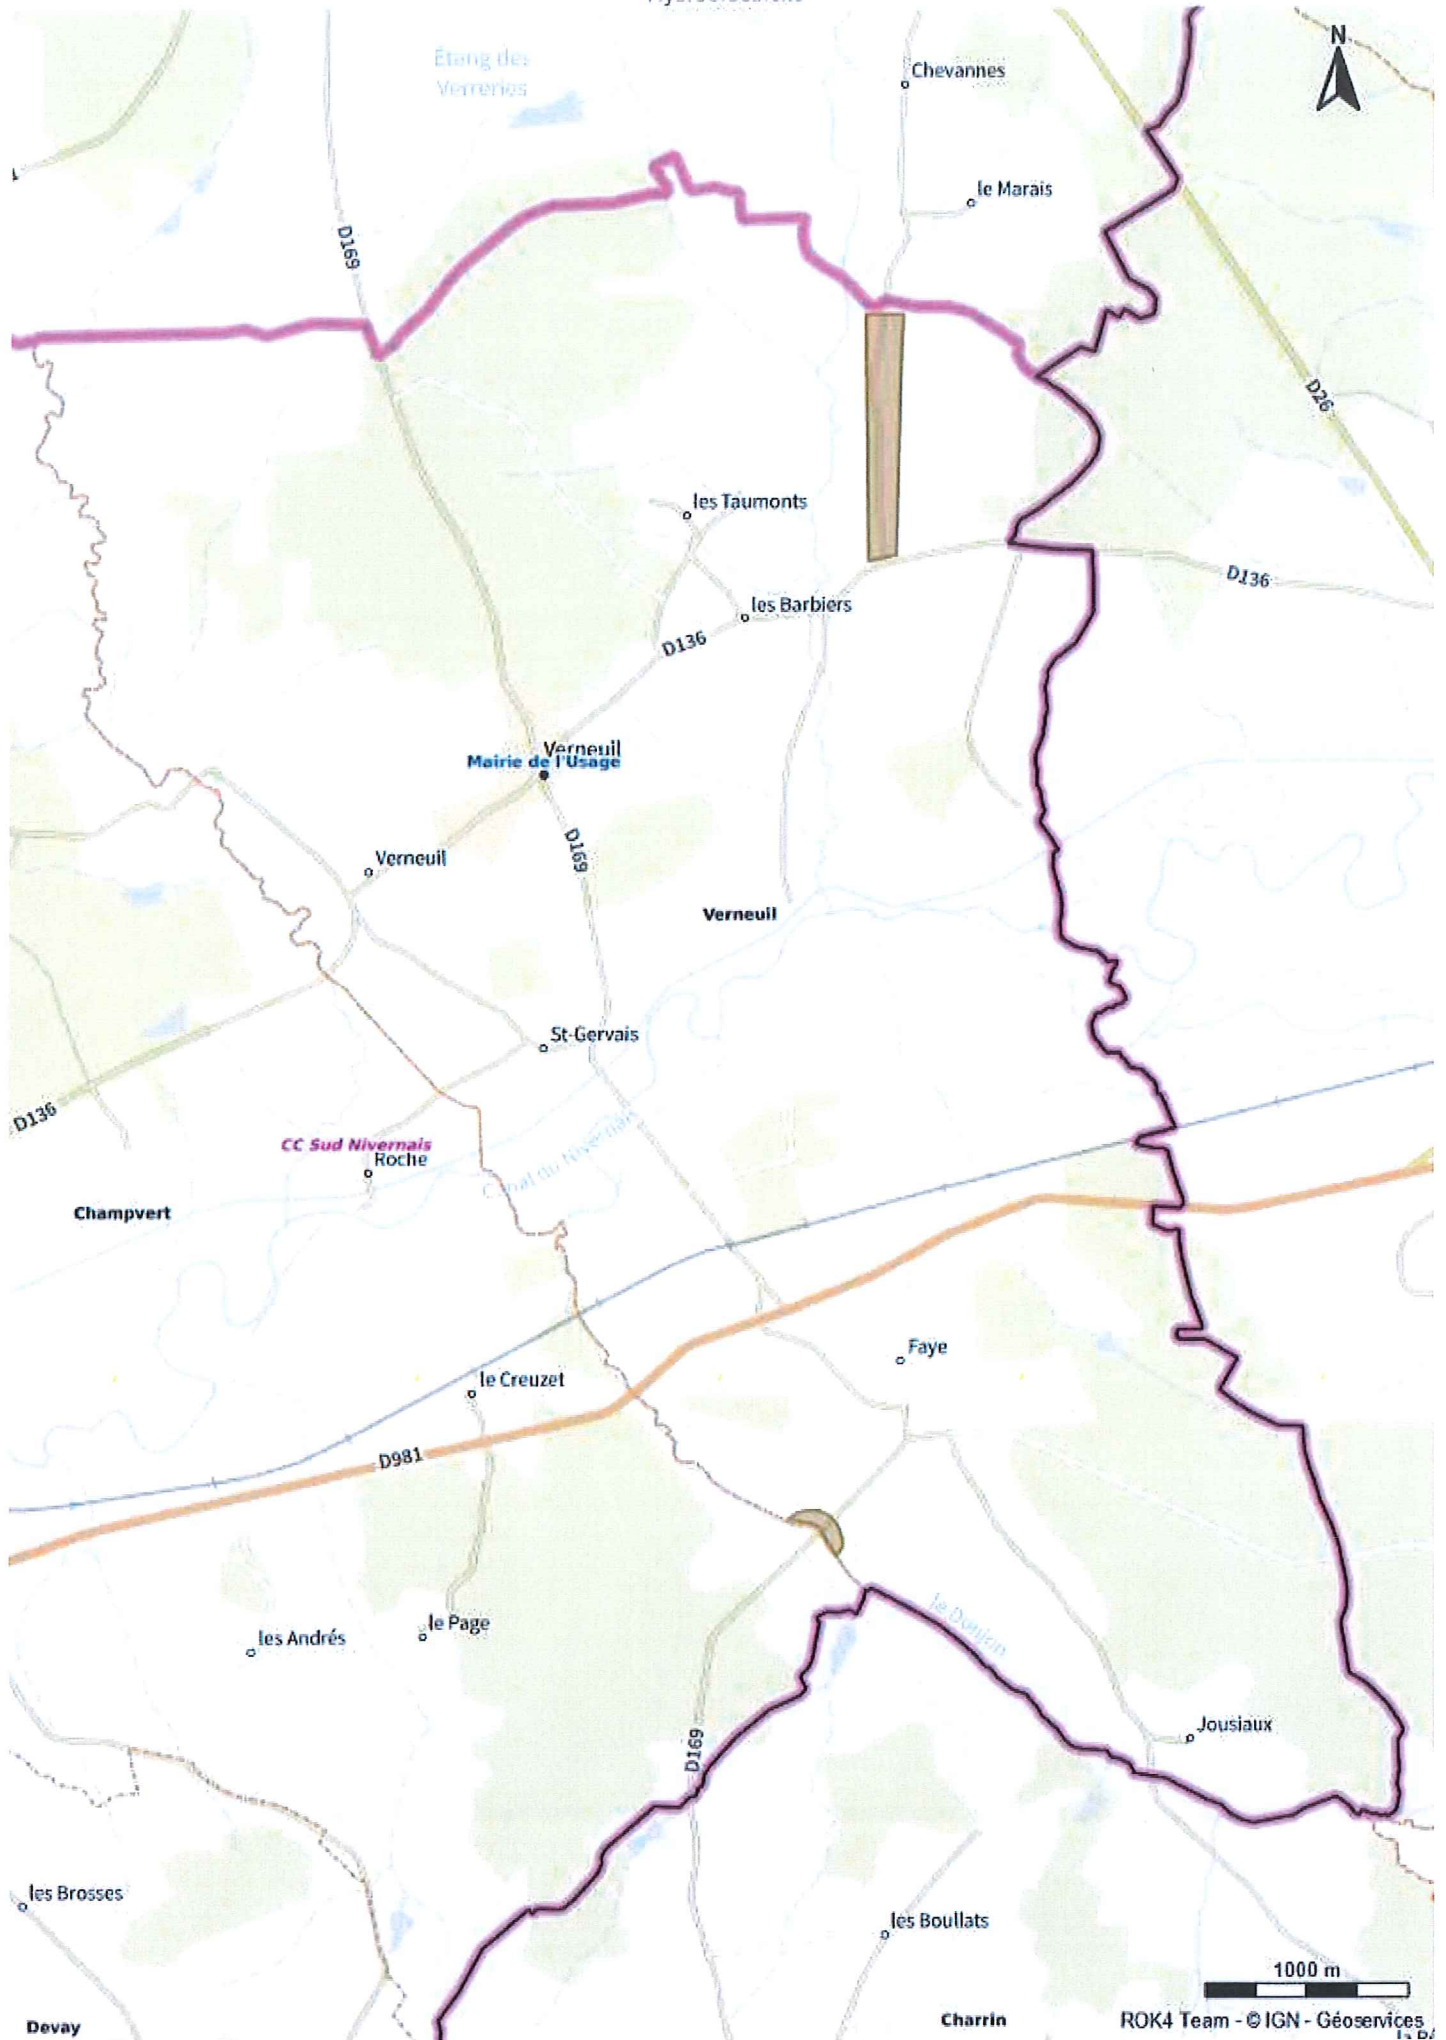 Étang des
Verreries
Chevannes
N
le Marais
D169
D26
les Taumonts
D136
les Barbiers
D136
Verneuil
Mairie de l'Usage
D169
Verneuil
Verneuil
St-Gervais
D136
CC Sud Nivernais
Roche
Canal du Nivernais
Champvert
Faye
le Creuzet
D981
le Donjon
le Page
les Andrés
Jousiaux
D169
les Brosses
les Boullats
1000 m
Devay
Charrin
ROK4 Team - © IGN - Géoservices